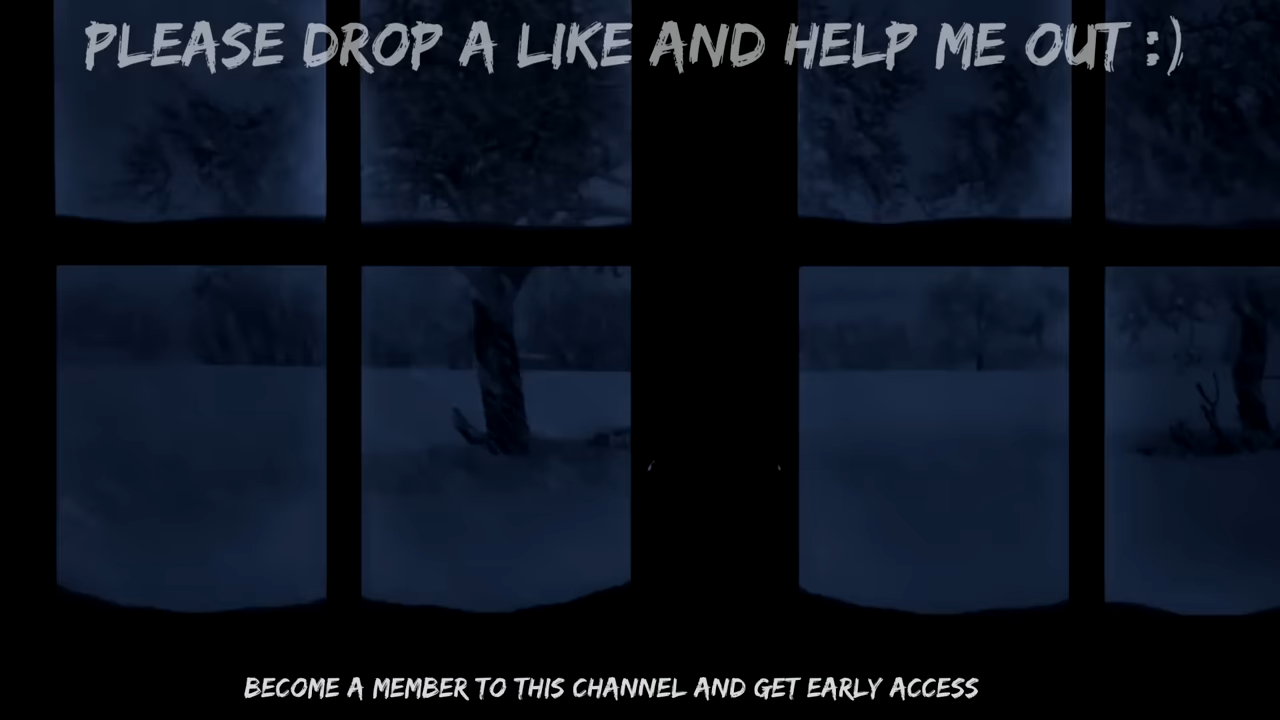 PLEASE DROP A LIKE AND HELP ME OUT :)
BECOME A MEMBER TO THIS CHANNEL AND GET EARLY ACCESS